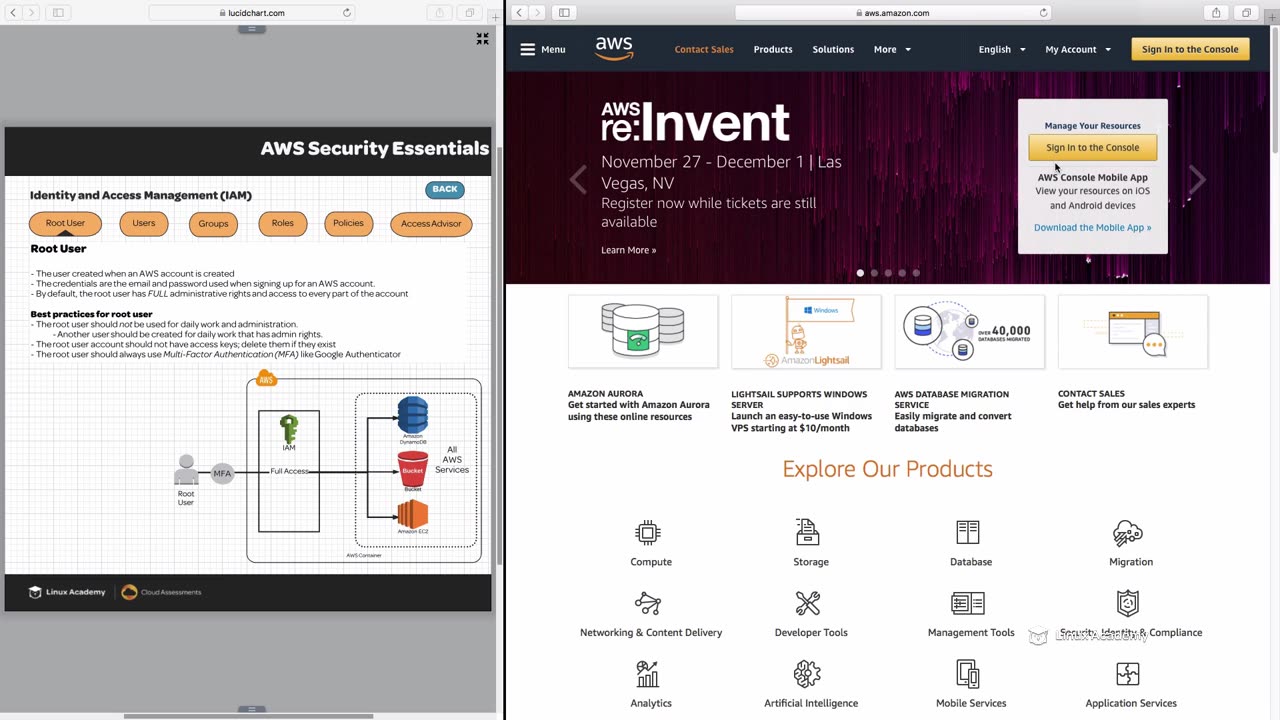 lucidchart.com
aws.amazon.com
AWS Security Essentials
Identity and Access Management (IAM)
BACK
Root User
Users
Groups
Roles
Policies
Access Advisor
Root User
- The user created when an AWS account is created
- The credentials are the email and password used when signing up for an AWS account.
- By default, the root user has FULL administrative rights and access to every part of the account
Best practices for root user
- The root user should not be used for daily work and administration.
- Another user should be created for daily work that has admin rights.
- The root user account should not have access keys; delete them if they exist
- The root user should always use Multi-Factor Authentication (MFA) like Google Authenticator
AWS
IAM
Amazon
DynamoDB
All
AWS
Services
Root
User
MFA
Full Access
Bucket
Bucket
Amazon EC2
AWS Container
Linux Academy
Cloud Assessments
Menu
aws
Contact Sales
Products
Solutions
More
English
My Account
Sign In to the Console
AWS
re:Invent
November 27 - December 1 | Las
Vegas, NV
Register now while tickets are still
available
Learn More »
Manage Your Resources
Sign In to the Console
AWS Console Mobile App
View your resources on iOS
and Android devices
Download the Mobile App »
Windows
Amazon Lightsail
OVER 40,000
DATABASES MIGRATED
AMAZON AURORA
Get started with Amazon Aurora
using these online resources
LIGHTSAIL SUPPORTS WINDOWS
SERVER
Launch an easy-to-use Windows
VPS starting at $10/month
AWS DATABASE MIGRATION
SERVICE
Easily migrate and convert
databases
CONTACT SALES
Get help from our sales experts
Explore Our Products
Compute
Storage
Database
Migration
Networking & Content Delivery
Developer Tools
Management Tools
Security, Identity & Compliance
Linux Academy
Analytics
Artificial Intelligence
Mobile Services
Application Services